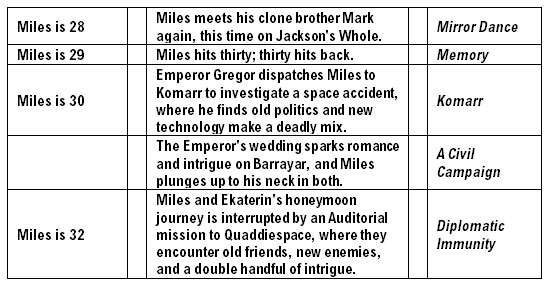 Miles is 28
Miles meets his clone brother Mark
again, this time on Jackson's Whole.
Mirror Dance
Miles is 29
Miles hits thirty; thirty hits back.
Memory
Miles is 30
Emperor Gregor dispatches Miles to
Komarr to investigate a space accident,
where he finds old politics and new
technology make a deadly mix.
Komarr
The Emperor's wedding sparks romance
and intrigue on Barrayar, and Miles
plunges up to his neck in both.
A Civil
Campaign
Miles is 32
Miles and Ekaterin's honeymoon
journey is interrupted by an Auditorial
mission to Quaddiespace, where they
encounter old friends, new enemies,
and a double handful of intrigue.
Diplomatic
Immunity